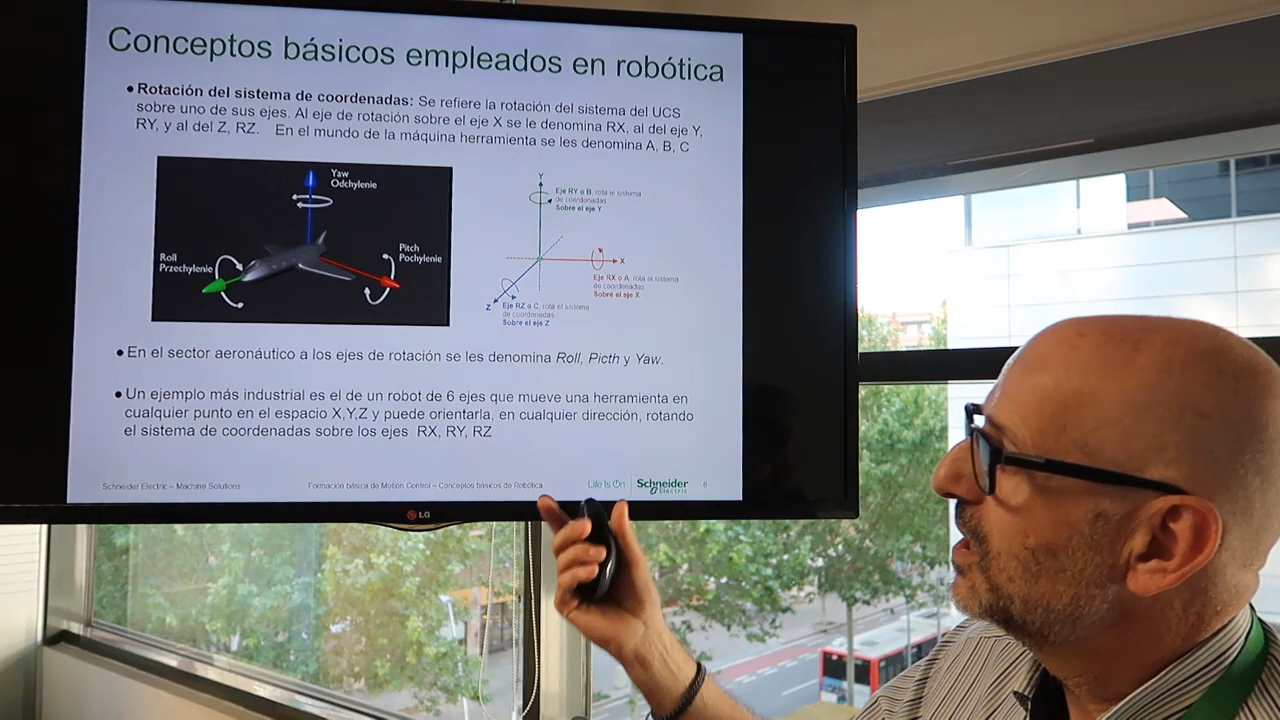 Conceptos básicos empleados en robótica
• Rotación del sistema de coordenadas: Se refiere la rotación del sistema del UCS
sobre uno de sus ejes. Al eje de rotación sobre el eje X se le denomina RX, al del eje Y,
RY, y al del Z, RZ. En el mundo de la máquina herramienta se les denomina A, B, C
Yaw
Odchylenie
Roll
Przechylenie
Pitch
Pochylenie
Y
Eje RY o B, rota el sistema
de coordenadas
Sobre el eje Y
X
Eje RX o A, rota el sistema
de coordenadas
Sobre el eje X
Z
Eje RZ o C, rota el sistema
de coordenadas
Sobre el eje Z
• En el sector aeronáutico a los ejes de rotación se les denomina Roll, Picth y Yaw.
• Un ejemplo más industrial es el de un robot de 6 ejes que mueve una herramienta en
cualquier punto en el espacio X,Y,Z y puede orientarla, en cualquier dirección, rotando
el sistema de coordenadas sobre los ejes RX, RY, RZ
Schneider Electric – Machine Solutions
Formación básica de Motion Control – Conceptos básicos de Robótica
Life Is On
Schneider
Electric
6
LG